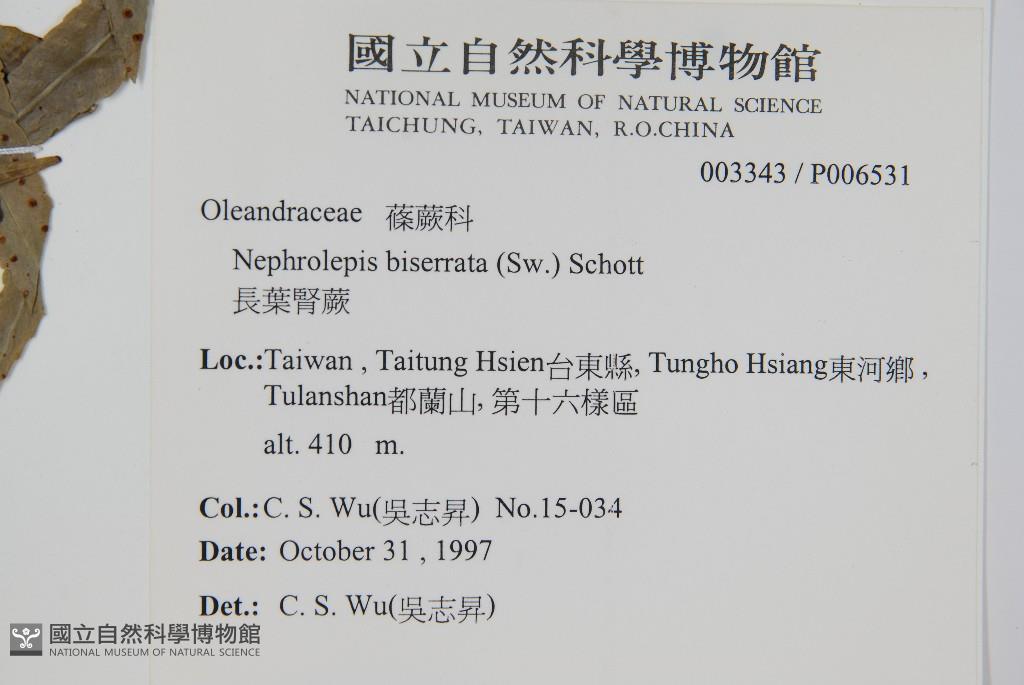 國立自然科學博物館
NATIONAL MUSEUM OF NATURAL SCIENCE
TAICHUNG, TAIWAN, R.O.CHINA
003343 / P006531
Oleandraceae 蓧蕨科
Nephrolepis biserrata (Sw.) Schott
長葉腎蕨
Loc.:Taiwan , Taitung Hsien台東縣, Tungho Hsiang東河鄉 ,
Tulanshan都蘭山, 第十六樣區
alt. 410 m.
Col.:C. S. Wu(吳志昇) No.15-034
Date: October 31 , 1997
Det.: C. S. Wu(吳志昇)
國立自然科學博物館
NATIONAL MUSEUM OF NATURAL SCIENCE